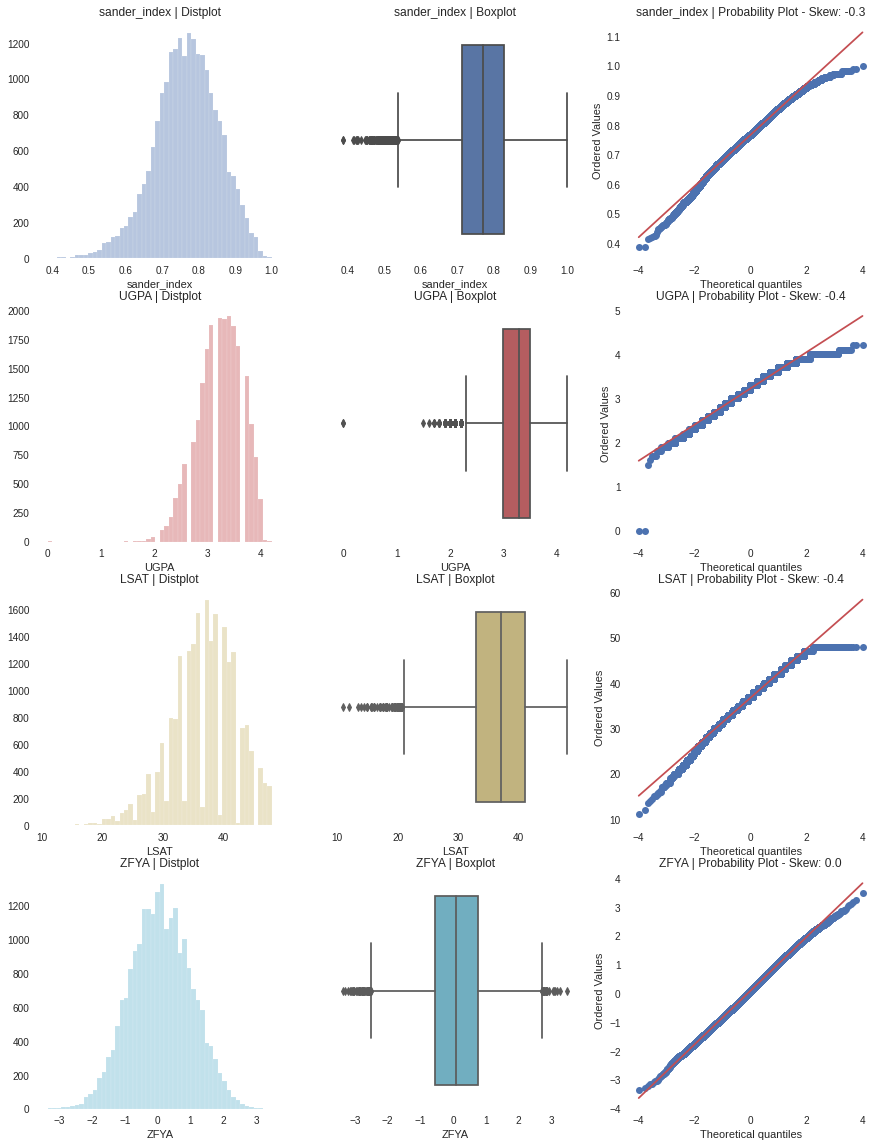 sander_index | Distplot
sander_index | Boxplot
sander_index | Probability Plot - Skew: -0.3
1200
1000
800
600
400
200
0
0.4 0.5 0.6 0.7 0.8 0.9 1.0
sander_index
0.4 0.5 0.6 0.7 0.8 0.9 1.0
sander_index
1.1
1.0
0.9
0.8
0.7
0.6
0.5
0.4
Ordered Values
−4 −2 0 2 4
Theoretical quantiles
UGPA | Distplot
UGPA | Boxplot
UGPA | Probability Plot - Skew: -0.4
2000
1750
1500
1250
1000
750
500
250
0
0 1 2 3 4
UGPA
0 1 2 3 4
UGPA
5
4
3
2
1
0
Ordered Values
−4 −2 0 2 4
Theoretical quantiles
LSAT | Distplot
LSAT | Boxplot
LSAT | Probability Plot - Skew: -0.4
1600
1400
1200
1000
800
600
400
200
0
10 20 30 40
LSAT
10 20 30 40
LSAT
60
50
40
30
20
10
Ordered Values
−4 −2 0 2 4
Theoretical quantiles
ZFYA | Distplot
ZFYA | Boxplot
ZFYA | Probability Plot - Skew: 0.0
1200
1000
800
600
400
200
0
−3 −2 −1 0 1 2 3
ZFYA
−3 −2 −1 0 1 2 3
ZFYA
4
3
2
1
0
−1
−2
−3
−4
Ordered Values
−4 −2 0 2 4
Theoretical quantiles